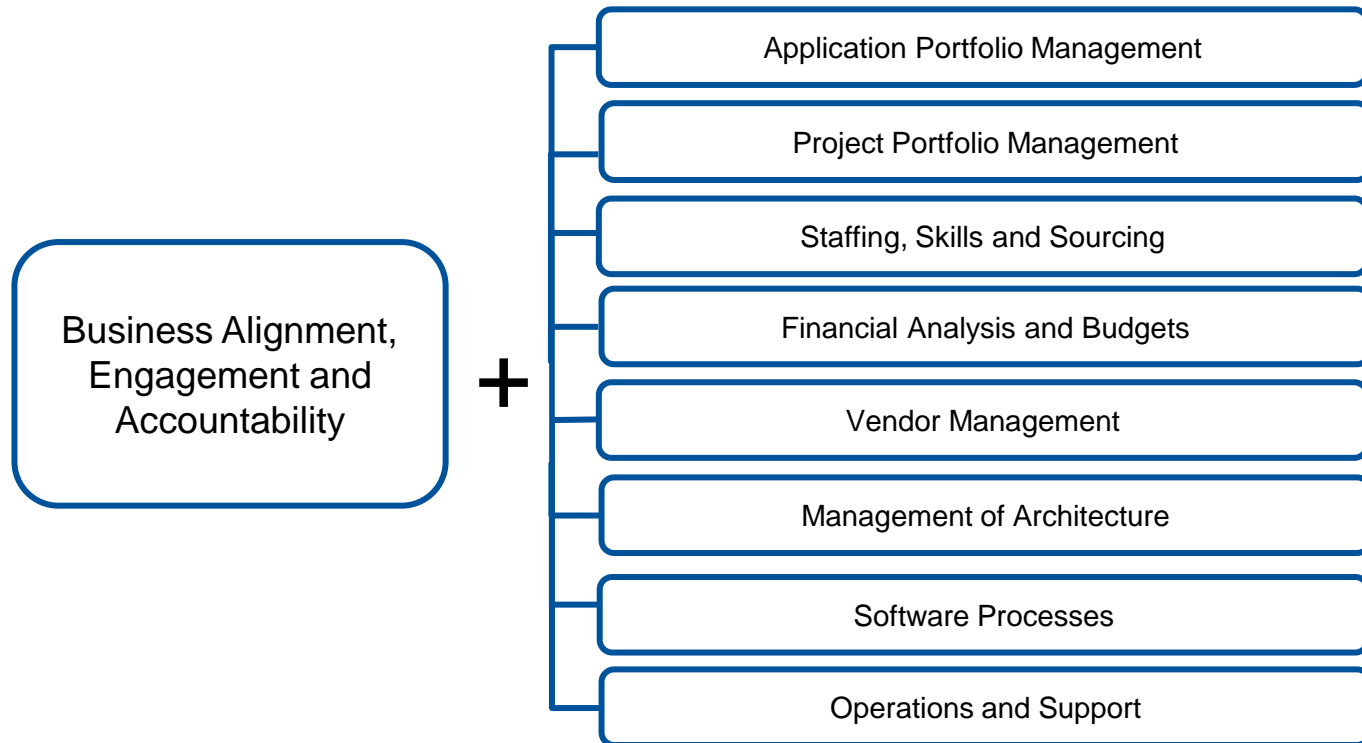 Business Alignment,
Engagement and
Accountability
+
Application Portfolio Management
Project Portfolio Management
Staffing, Skills and Sourcing
Financial Analysis and Budgets
Vendor Management
Management of Architecture
Software Processes
Operations and Support